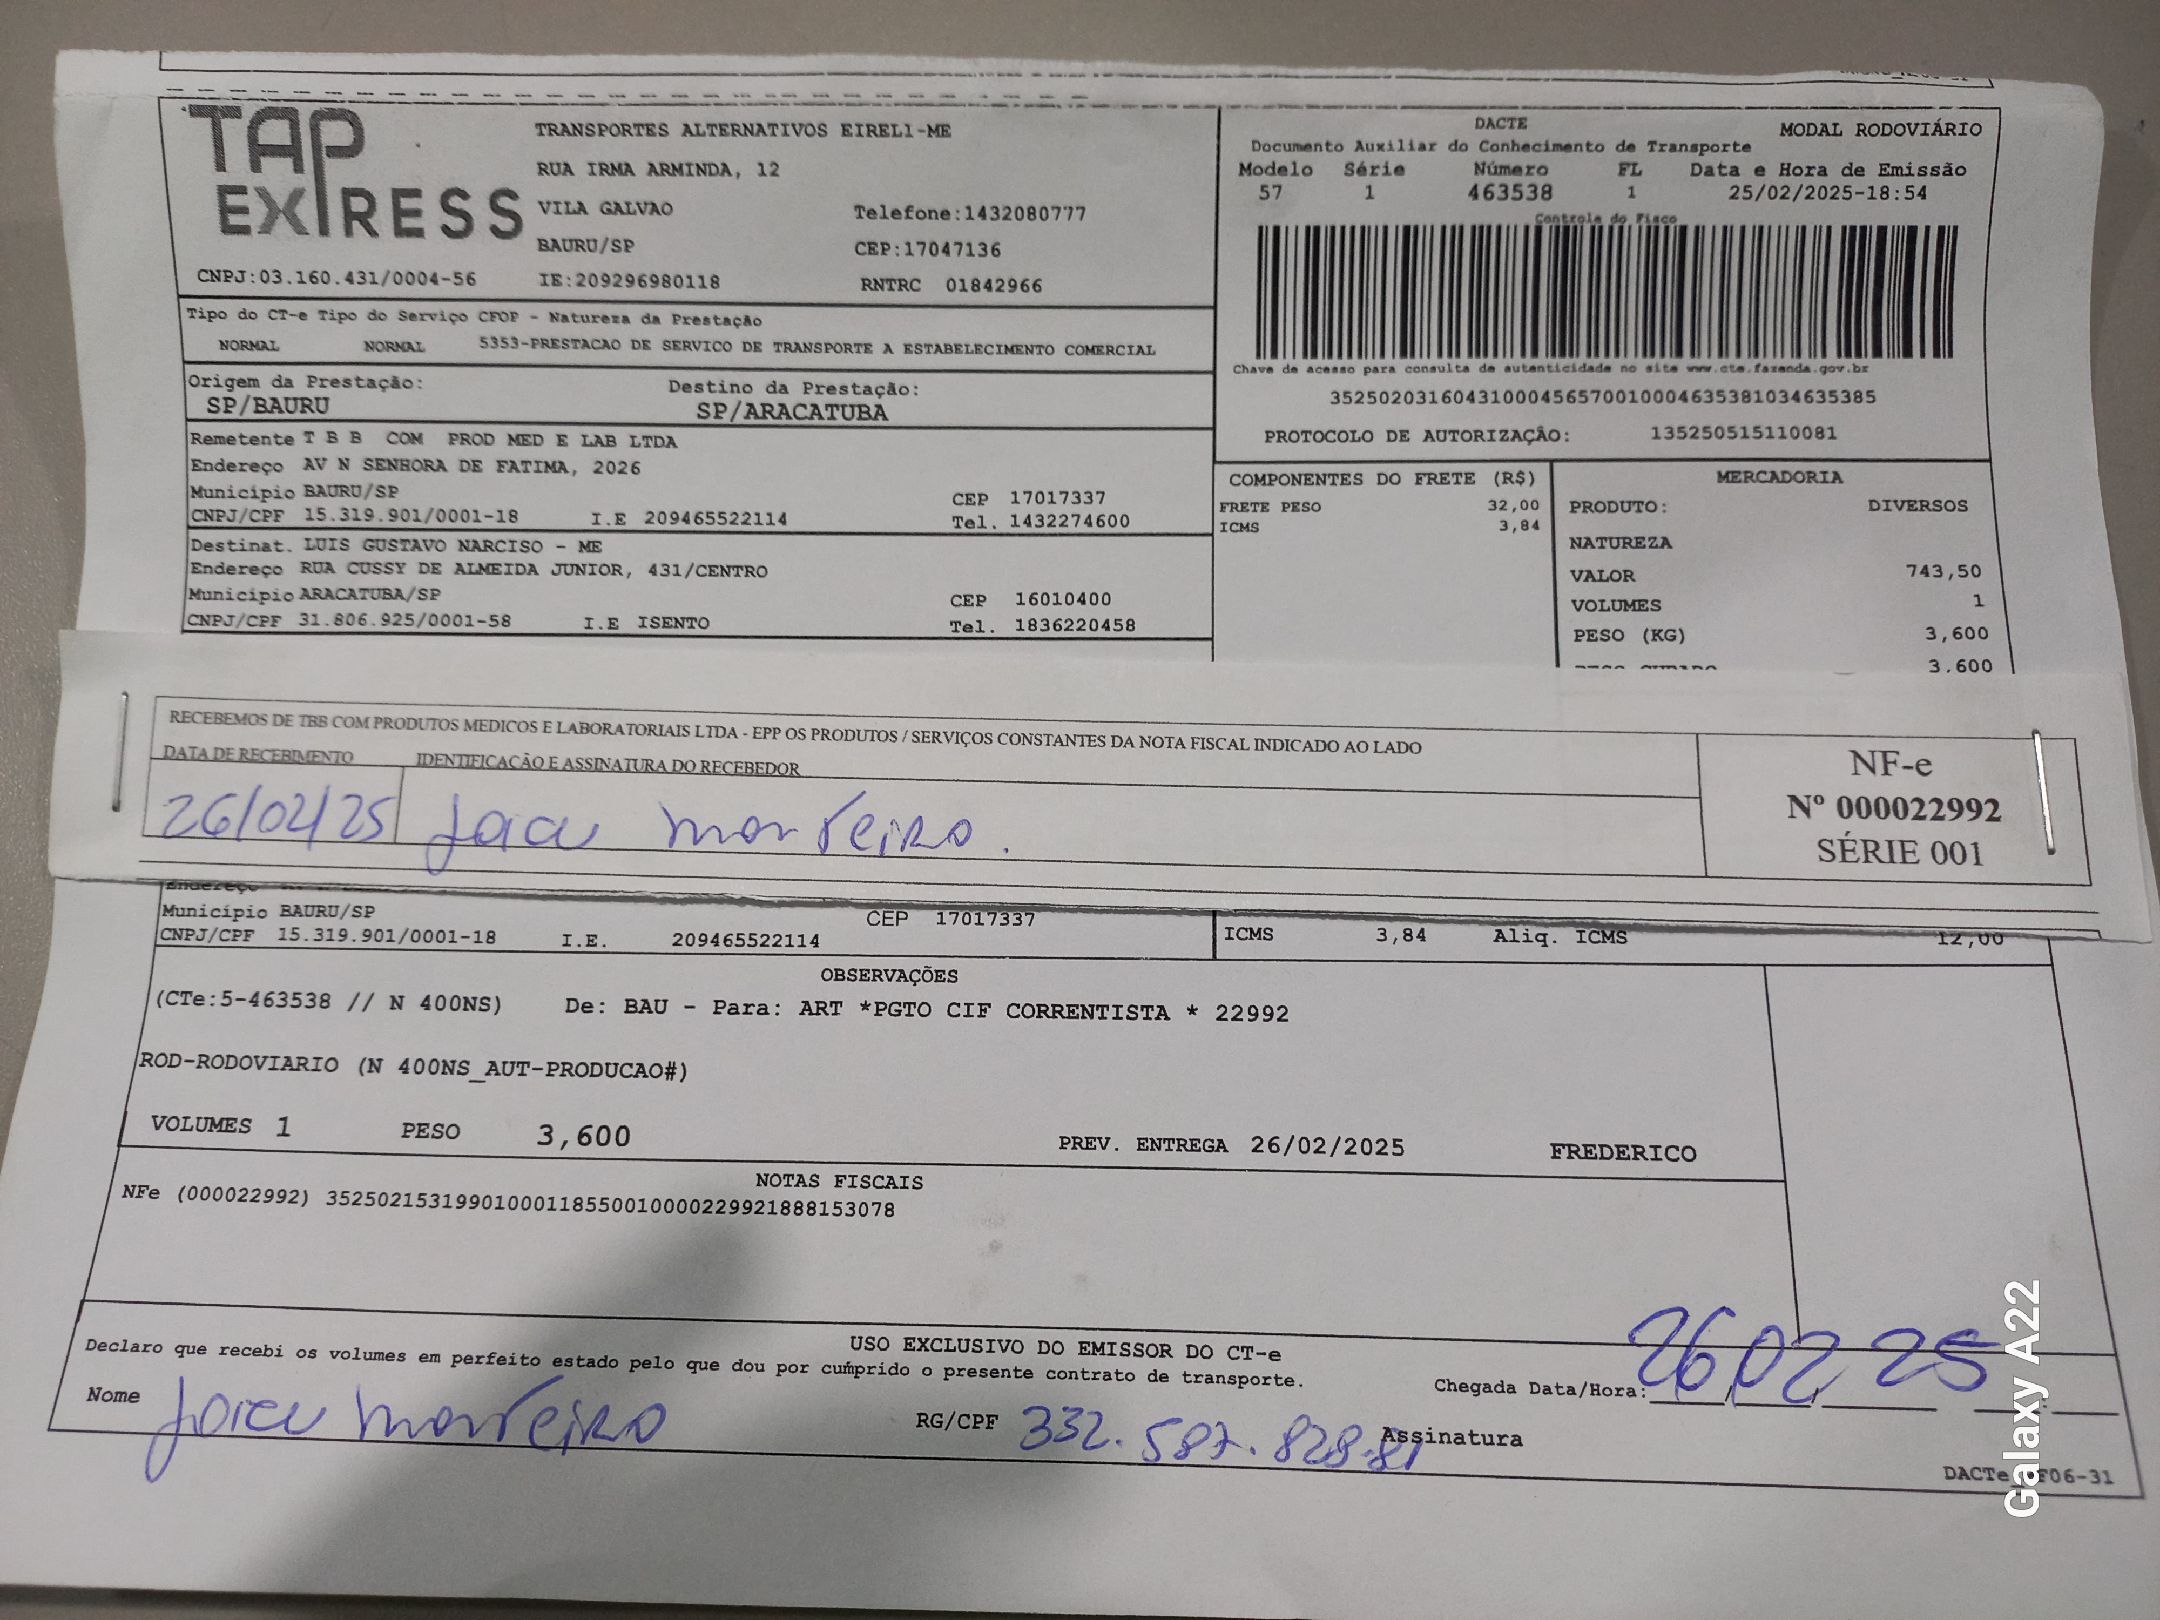 TAP EXPRESS
TRANSPORTES ALTERNATIVOS EIRELI-ME
RUA IRMA ARMINDA, 12
VILA GALVAO Telefone:1432080777
BAURU/SP CEP:17047136
CNPJ:03.160.431/0004-56 IE:209296980118 RNTRC 01842966
DACTE MODAL RODOVIÁRIO
Documento Auxiliar do Conhecimento de Transporte
Modelo Série Número FL Data e Hora de Emissão
57 1 463538 1 25/02/2025-18:54
Controle do Fisco
Chave de acesso para consulta de autenticidade no site www.cte.fazenda.gov.br
35250203160431000456570010004635381034635385
PROTOCOLO DE AUTORIZAÇÃO: 135250515110081
Tipo do CT-e Tipo do Serviço CFOP - Natureza da Prestação
NORMAL NORMAL 5353-PRESTACAO DE SERVICO DE TRANSPORTE A ESTABELECIMENTO COMERCIAL
Origem da Prestação: Destino da Prestação:
SP/BAURU SP/ARACATUBA
Remetente T B B COM PROD MED E LAB LTDA
Endereço AV N SENHORA DE FATIMA, 2026
Município BAURU/SP CEP 17017337
CNPJ/CPF 15.319.901/0001-18 I.E 209465522114 Tel. 1432274600
Destinat. LUIS GUSTAVO NARCISO - ME
Endereço RUA CUSSY DE ALMEIDA JUNIOR, 431/CENTRO
Município ARACATUBA/SP CEP 16010400
CNPJ/CPF 31.806.925/0001-58 I.E ISENTO Tel. 1836220458
COMPONENTES DO FRETE (R$)
FRETE PESO 32,00
ICMS 3,84
MERCADORIA
PRODUTO: DIVERSOS
NATUREZA
VALOR 743,50
VOLUMES 1
PESO (KG) 3,600
3,600
RECEBEMOS DE TBB COM PRODUTOS MEDICOS E LABORATORIAIS LTDA - EPP OS PRODUTOS / SERVIÇOS CONSTANTES DA NOTA FISCAL INDICADO AO LADO
DATA DE RECEBIMENTO IDENTIFICAÇÃO E ASSINATURA DO RECEBEDOR
26/02/25 monteiro.
NF-e
Nº 000022992
SÉRIE 001
Endereço
Município BAURU/SP CEP 17017337
CNPJ/CPF 15.319.901/0001-18 I.E. 209465522114
ICMS 3,84 Aliq. ICMS 12,00
OBSERVAÇÕES
(CTe:5-463538 // N 400NS) De: BAU - Para: ART *PGTO CIF CORRENTISTA * 22992
ROD-RODOVIARIO (N 400NS_AUT-PRODUCAO#)
VOLUMES 1 PESO 3,600 PREV. ENTREGA 26/02/2025 FREDERICO
NOTAS FISCAIS
NFe (000022992) 35250215319901000118550010000229921888153078
USO EXCLUSIVO DO EMISSOR DO CT-e
Declaro que recebi os volumes em perfeito estado pelo que dou por cumprido o presente contrato de transporte.
Chegada Data/Hora: 26 02 25
Nome monteiro RG/CPF 332.587.828-81 Assinatura
Galaxy A22